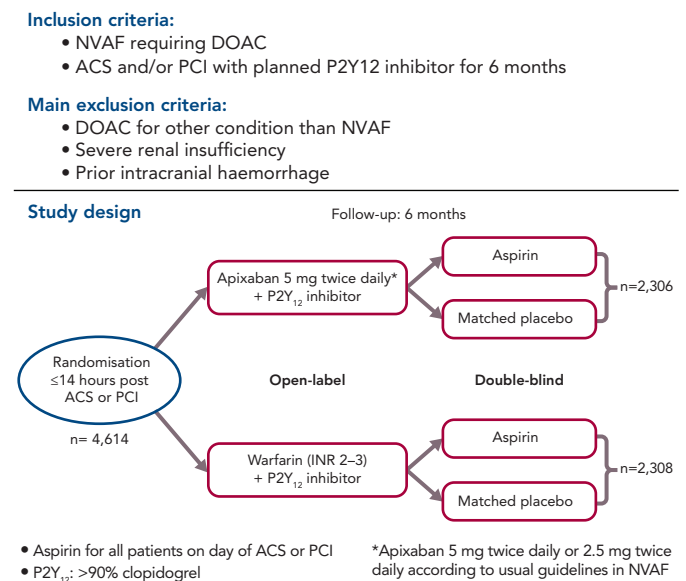 Inclusion criteria:
• NVAF requiring DOAC
• ACS and/or PCI with planned P2Y12 inhibitor for 6 months
Main exclusion criteria:
• DOAC for other condition than NVAF
• Severe renal insufficiency
• Prior intracranial haemorrhage
Study design
Follow-up: 6 months
Randomisation
≤14 hours post
ACS or PCI
n= 4,614
Apixaban 5 mg twice daily*
+ P2Y₁₂ inhibitor
Aspirin
Matched placebo
n=2,306
Open-label
Double-blind
Warfarin (INR 2–3)
+ P2Y₁₂ inhibitor
Aspirin
Matched placebo
n=2,308
• Aspirin for all patients on day of ACS or PCI
• P2Y₁₂: >90% clopidogrel
*Apixaban 5 mg twice daily or 2.5 mg twice
daily according to usual guidelines in NVAF